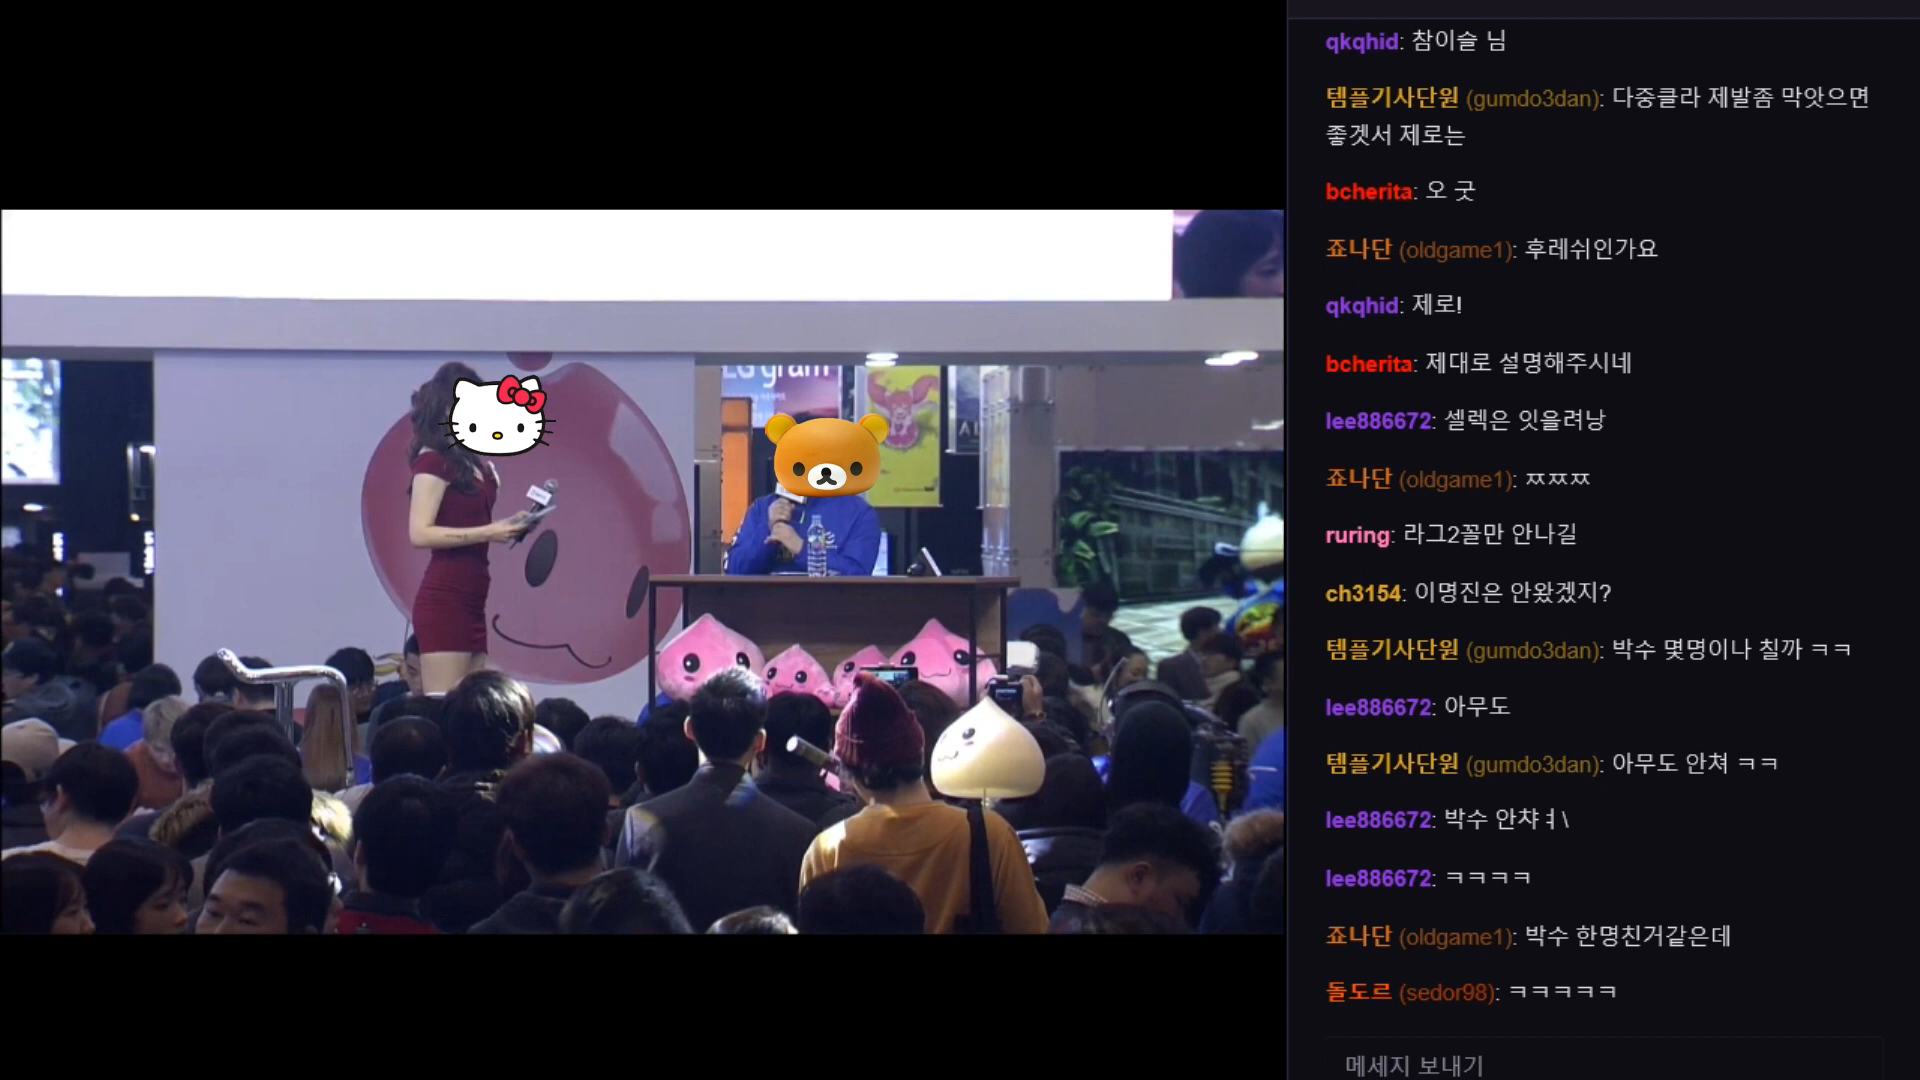 LG gram
qkqhid: 참이슬 님
템플기사단원 (gumdo3dan): 다중클라 제발좀 막앗으면
좋겟서 제로는
bcherita: 오 굿
죠나단 (oldgame1): 후레쉬인가요
qkqhid: 제로!
bcherita: 제대로 설명해주시네
lee886672: 셀렉은 잇을려낭
죠나단 (oldgame1): ㅉㅉㅉ
ruring: 라그2꼴만 안나길
ch3154: 이명진은 안왔겠지?
템플기사단원 (gumdo3dan): 박수 몇명이나 칠까 ㅋㅋ
lee886672: 아무도
템플기사단원 (gumdo3dan): 아무도 안쳐 ㅋㅋ
lee886672: 박수 안챠ㅕ\
lee886672: ㅋㅋㅋㅋ
죠나단 (oldgame1): 박수 한명친거같은데
돌도르 (sedor98): ㅋㅋㅋㅋㅋ
메세지 보내기